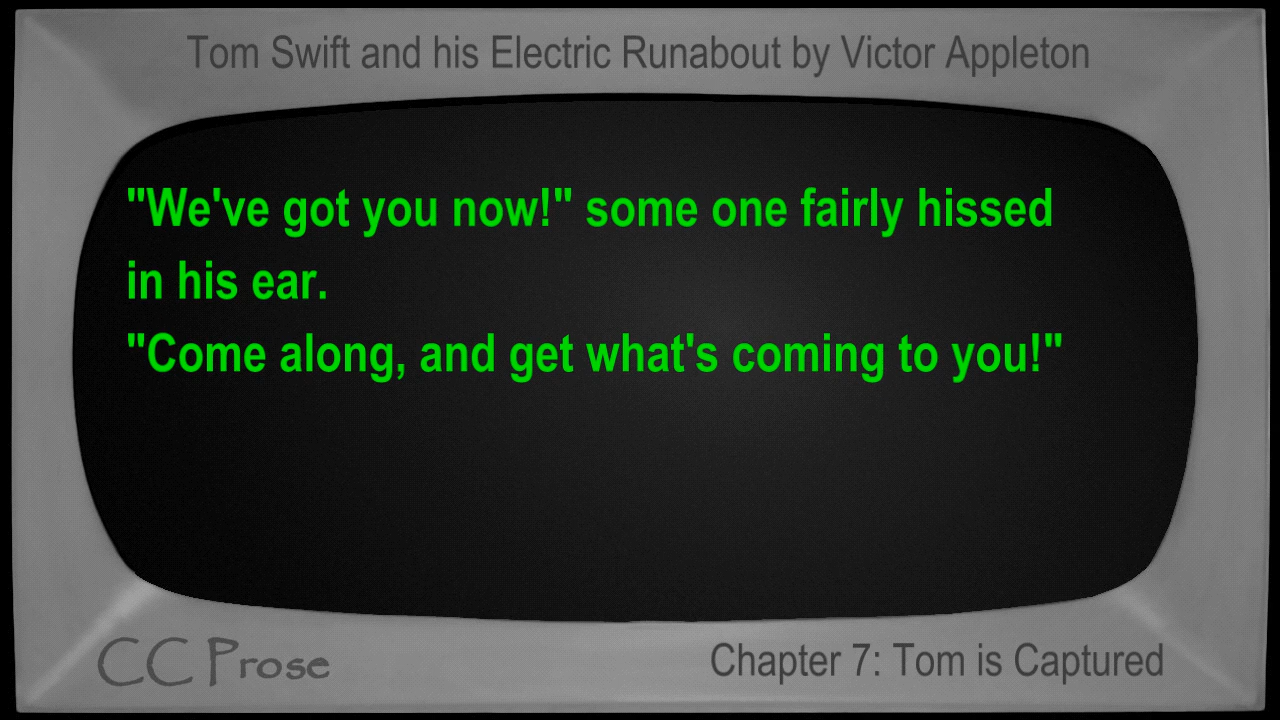 Tom Swift and his Electric Runabout by Victor Appleton
"We've got you now!" some one fairly hissed
in his ear.
"Come along, and get what's coming to you!"
CC Prose
Chapter 7: Tom is Captured